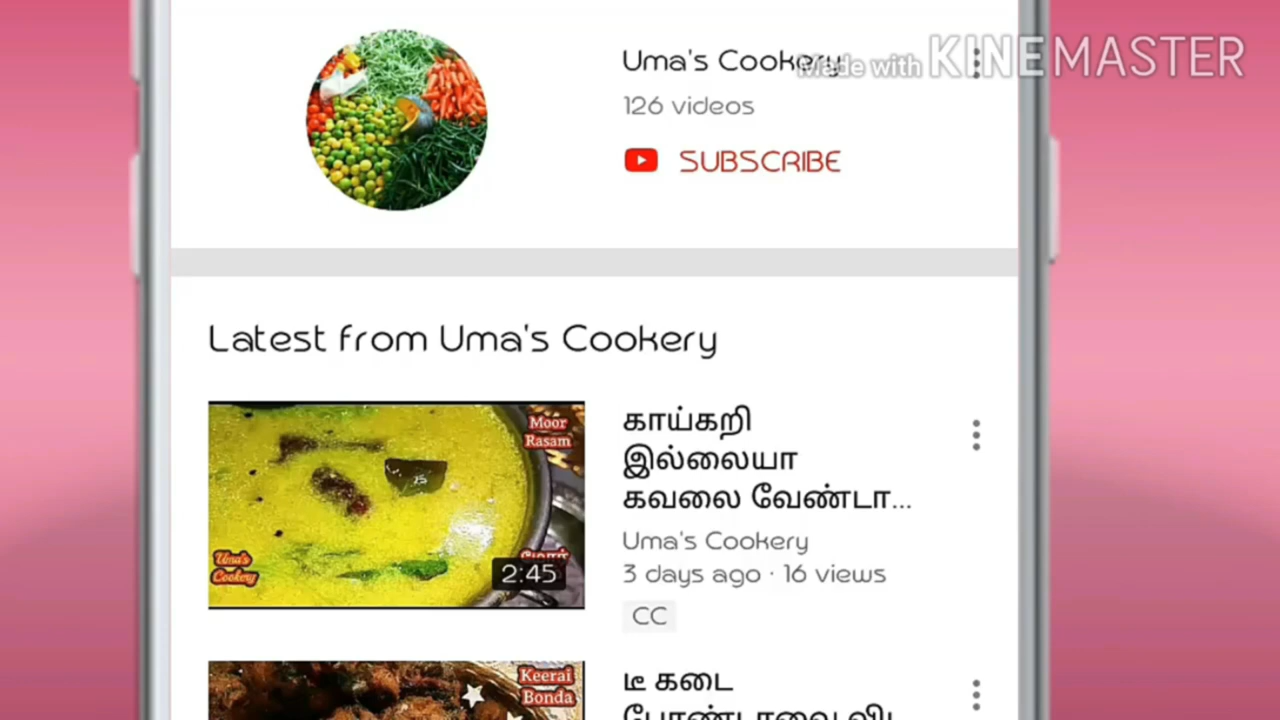 Uma's Cookery
Made with KINEMASTER
126 videos
SUBSCRIBE
Latest from Uma's Cookery
Moor
Rasam
Uma's
Cookery
2:45
காய்கறி
இல்லையா
கவலை வேண்டா...
Uma's Cookery
3 days ago · 16 views
CC
Keerai
Bonda
டீ கடை